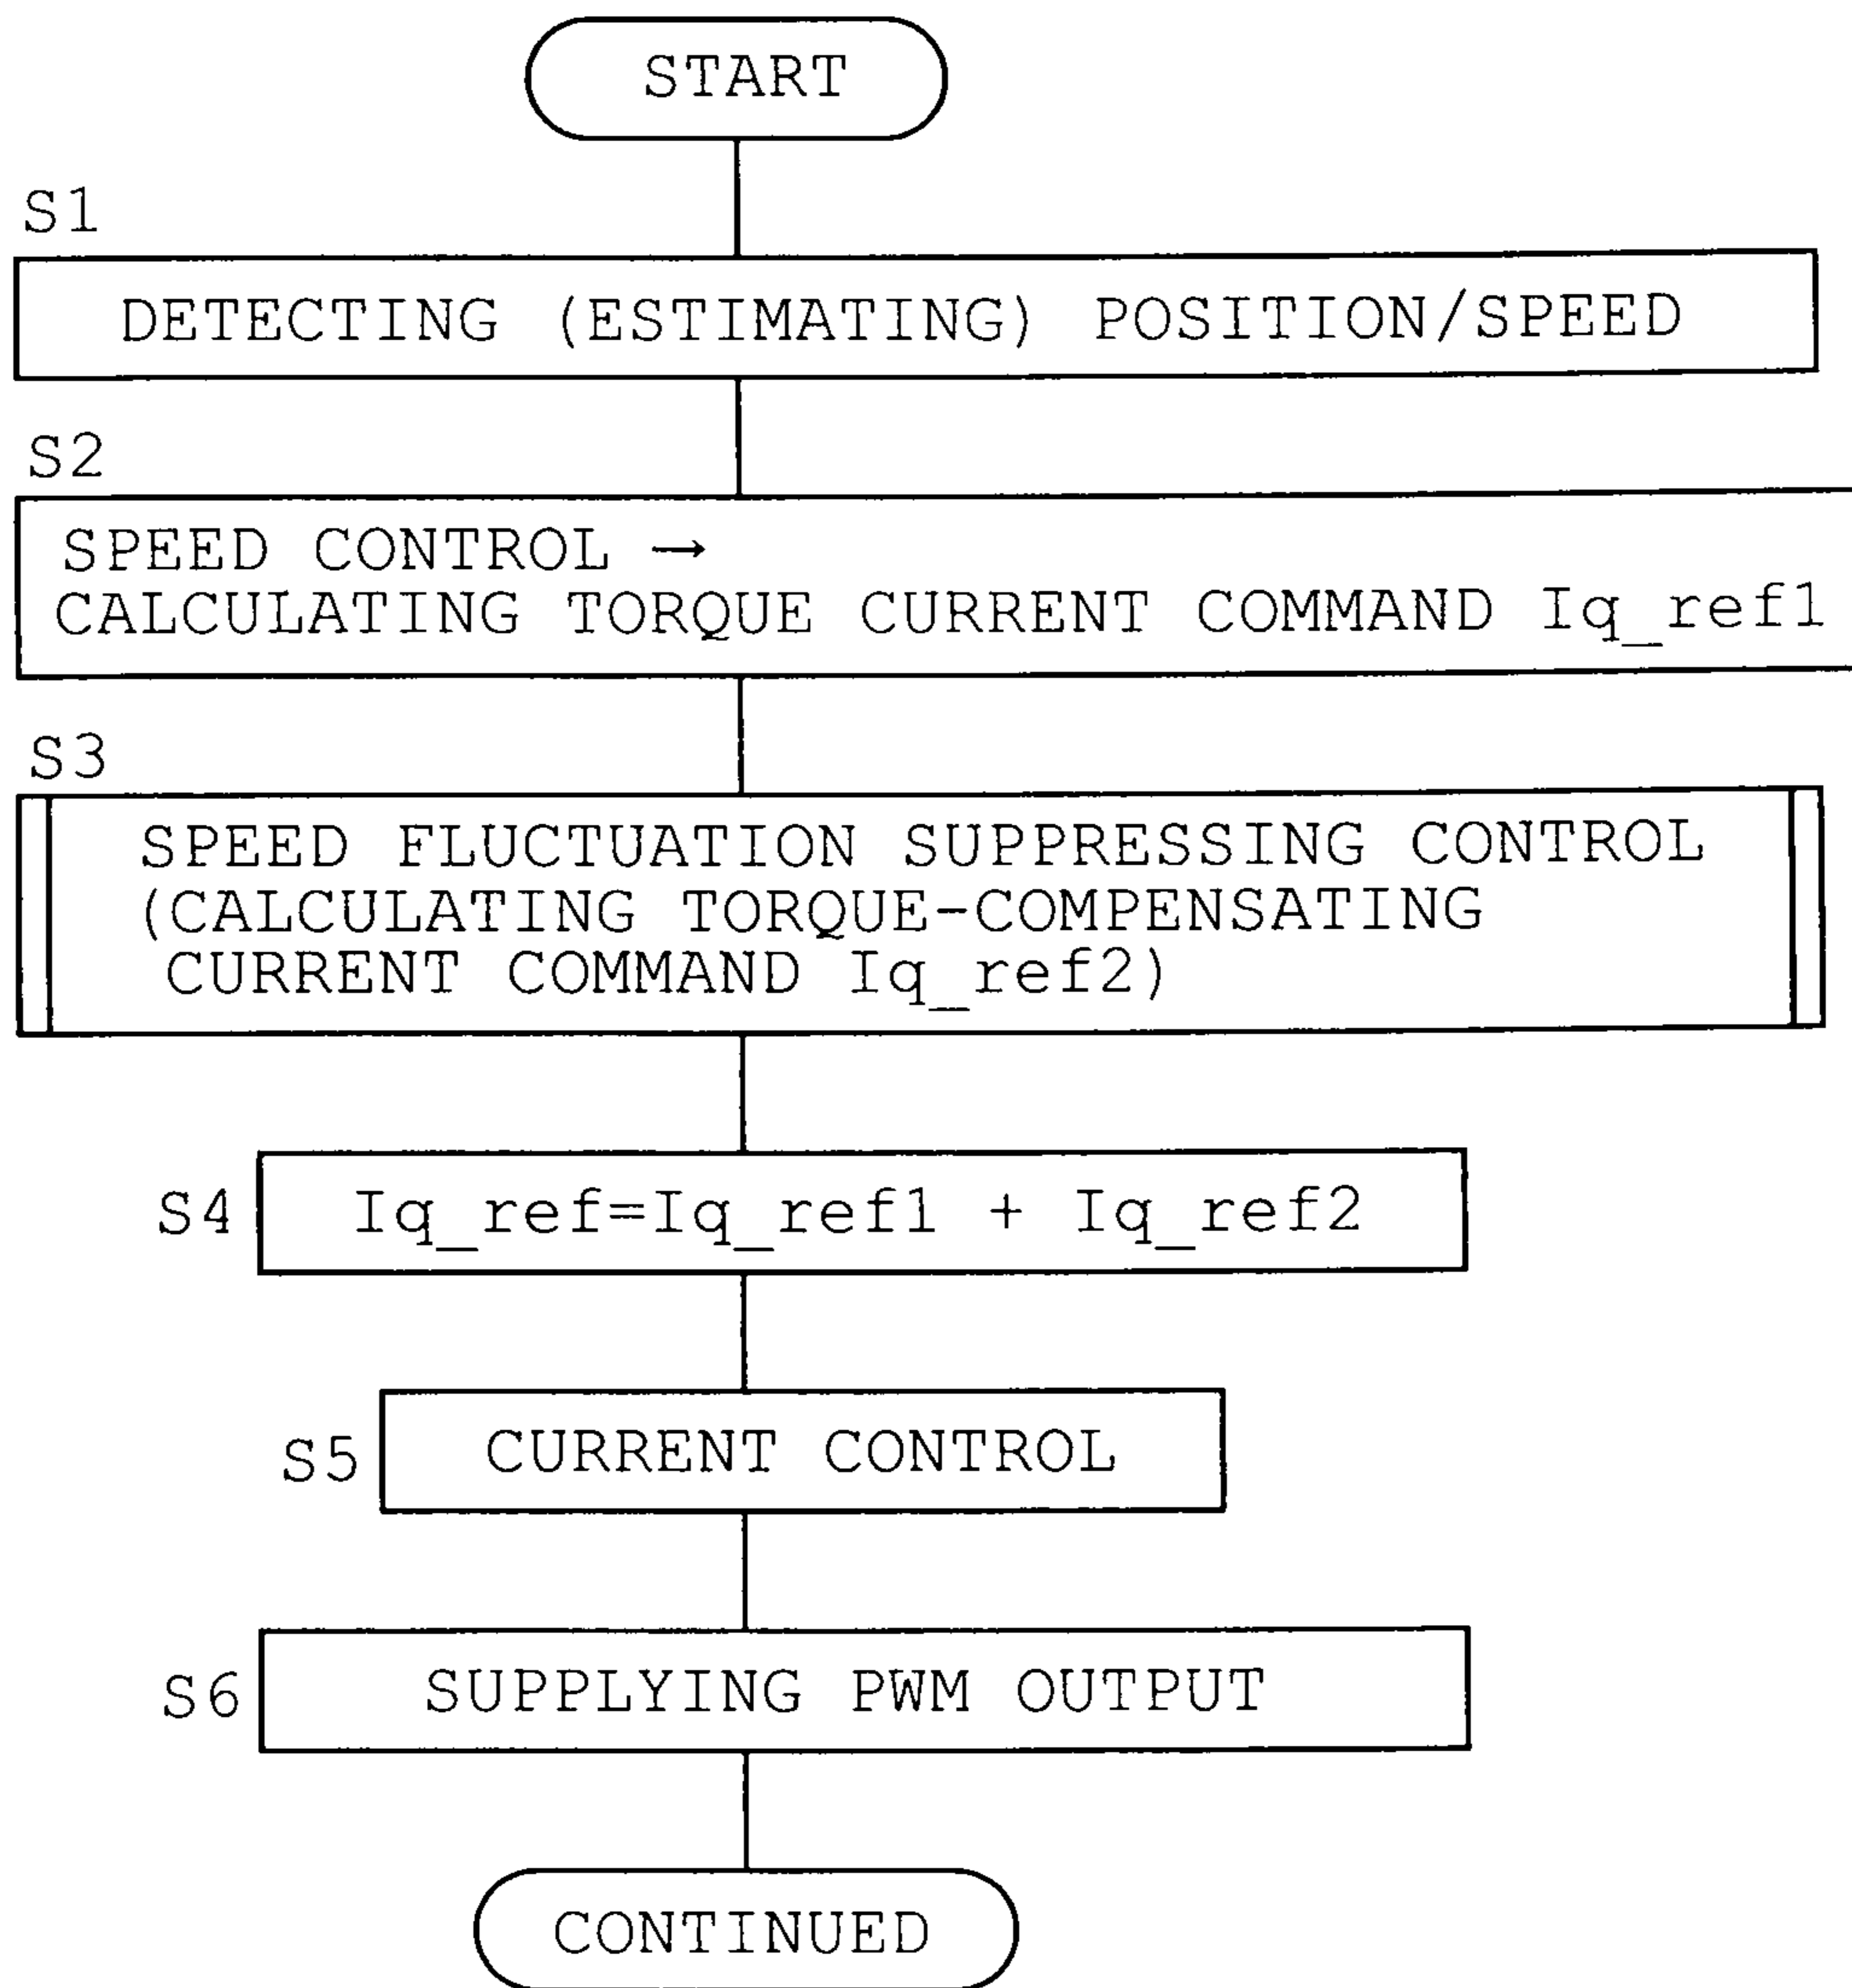 START
S1
DETECTING (ESTIMATING) POSITION/SPEED
S2
SPEED CONTROL →
CALCULATING TORQUE CURRENT COMMAND Iq_ref1
S3
SPEED FLUCTUATION SUPPRESSING CONTROL
(CALCULATING TORQUE-COMPENSATING
CURRENT COMMAND Iq_ref2)
S4 Iq_ref=Iq_ref1 + Iq_ref2
S5 CURRENT CONTROL
S6 SUPPLYING PWM OUTPUT
CONTINUED